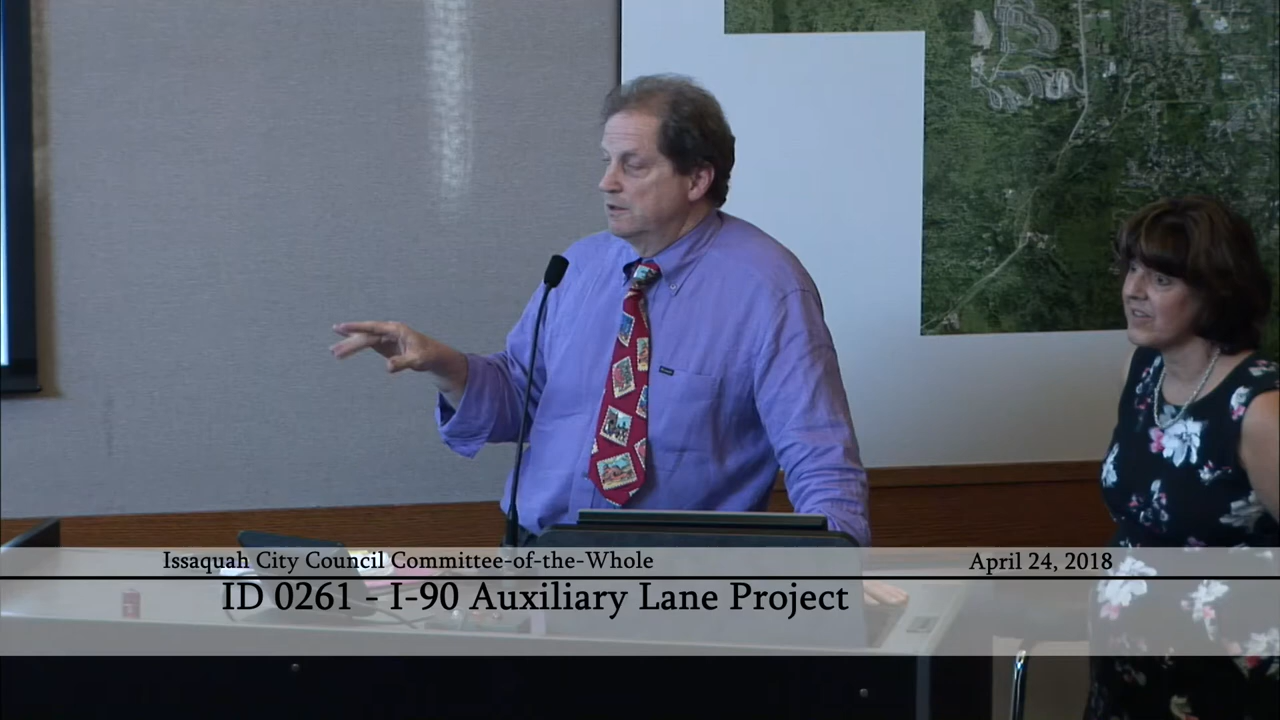 Issaquah City Council Committee-of-the-Whole April 24, 2018
ID 0261 - I-90 Auxiliary Lane Project